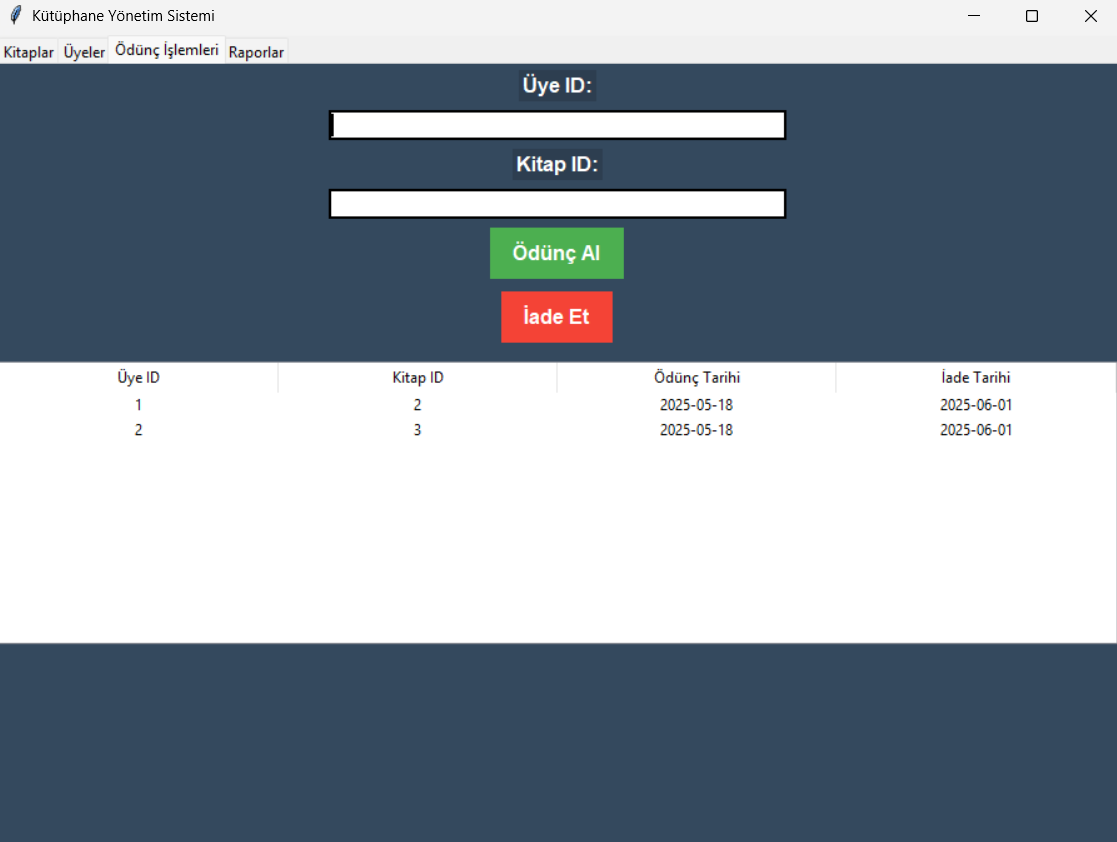 Kütüphane Yönetim Sistemi
Kitaplar Üyeler Ödünç İşlemleri Raporlar
Üye ID:
Kitap ID:
Ödünç Al
İade Et
Üye ID Kitap ID Ödünç Tarihi İade Tarihi
1 2 2025-05-18 2025-06-01
2 3 2025-05-18 2025-06-01